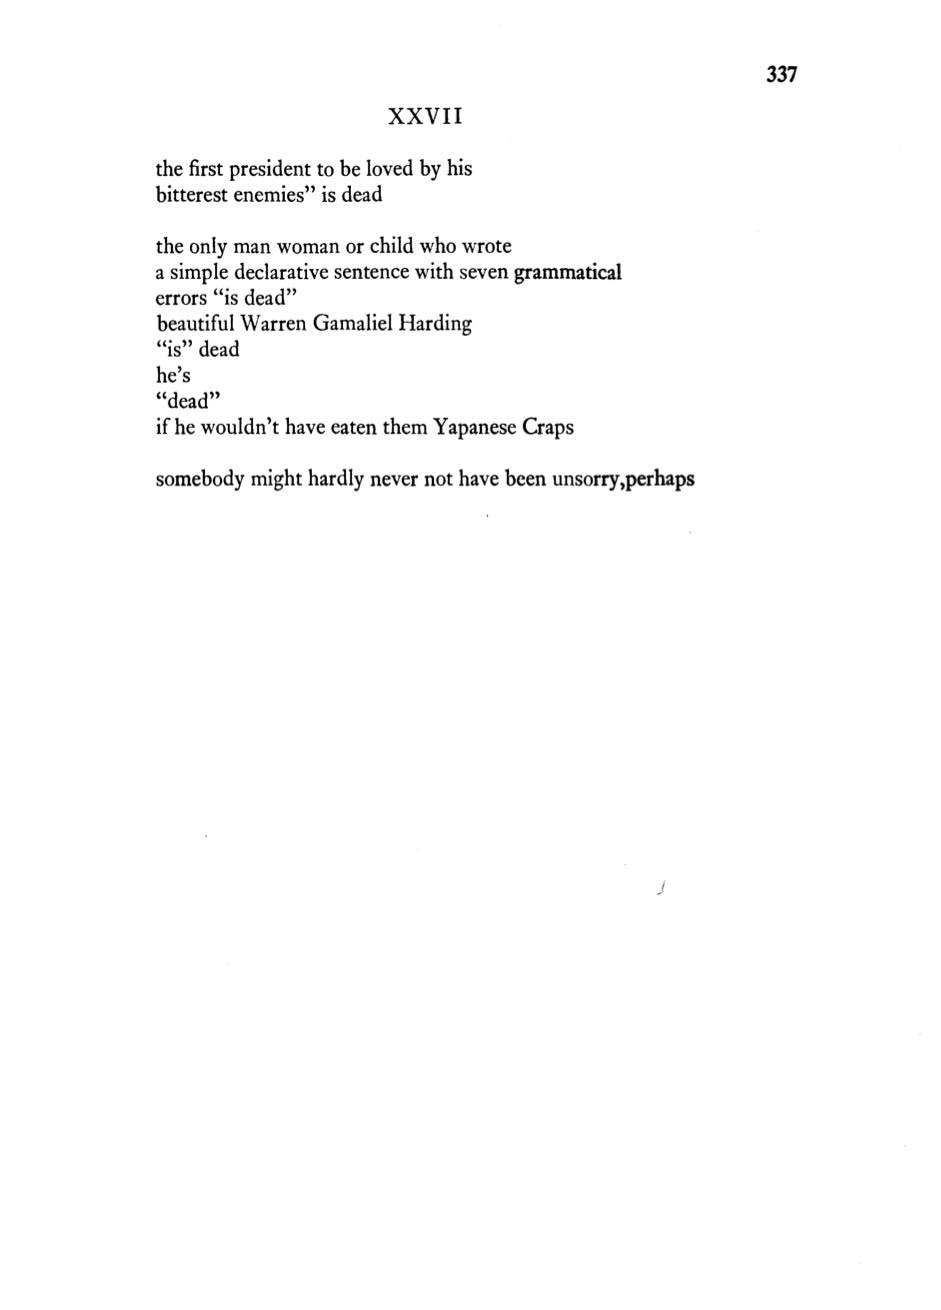 337
XXVII
the first president to be loved by his
bitterest enemies” is dead
the only man woman or child who wrote
a simple declarative sentence with seven grammatical
errors “is dead”
beautiful Warren Gamaliel Harding
“is” dead
he’s
“dead”
if he wouldn’t have eaten them Yapanese Craps
somebody might hardly never not have been unsorry,perhaps